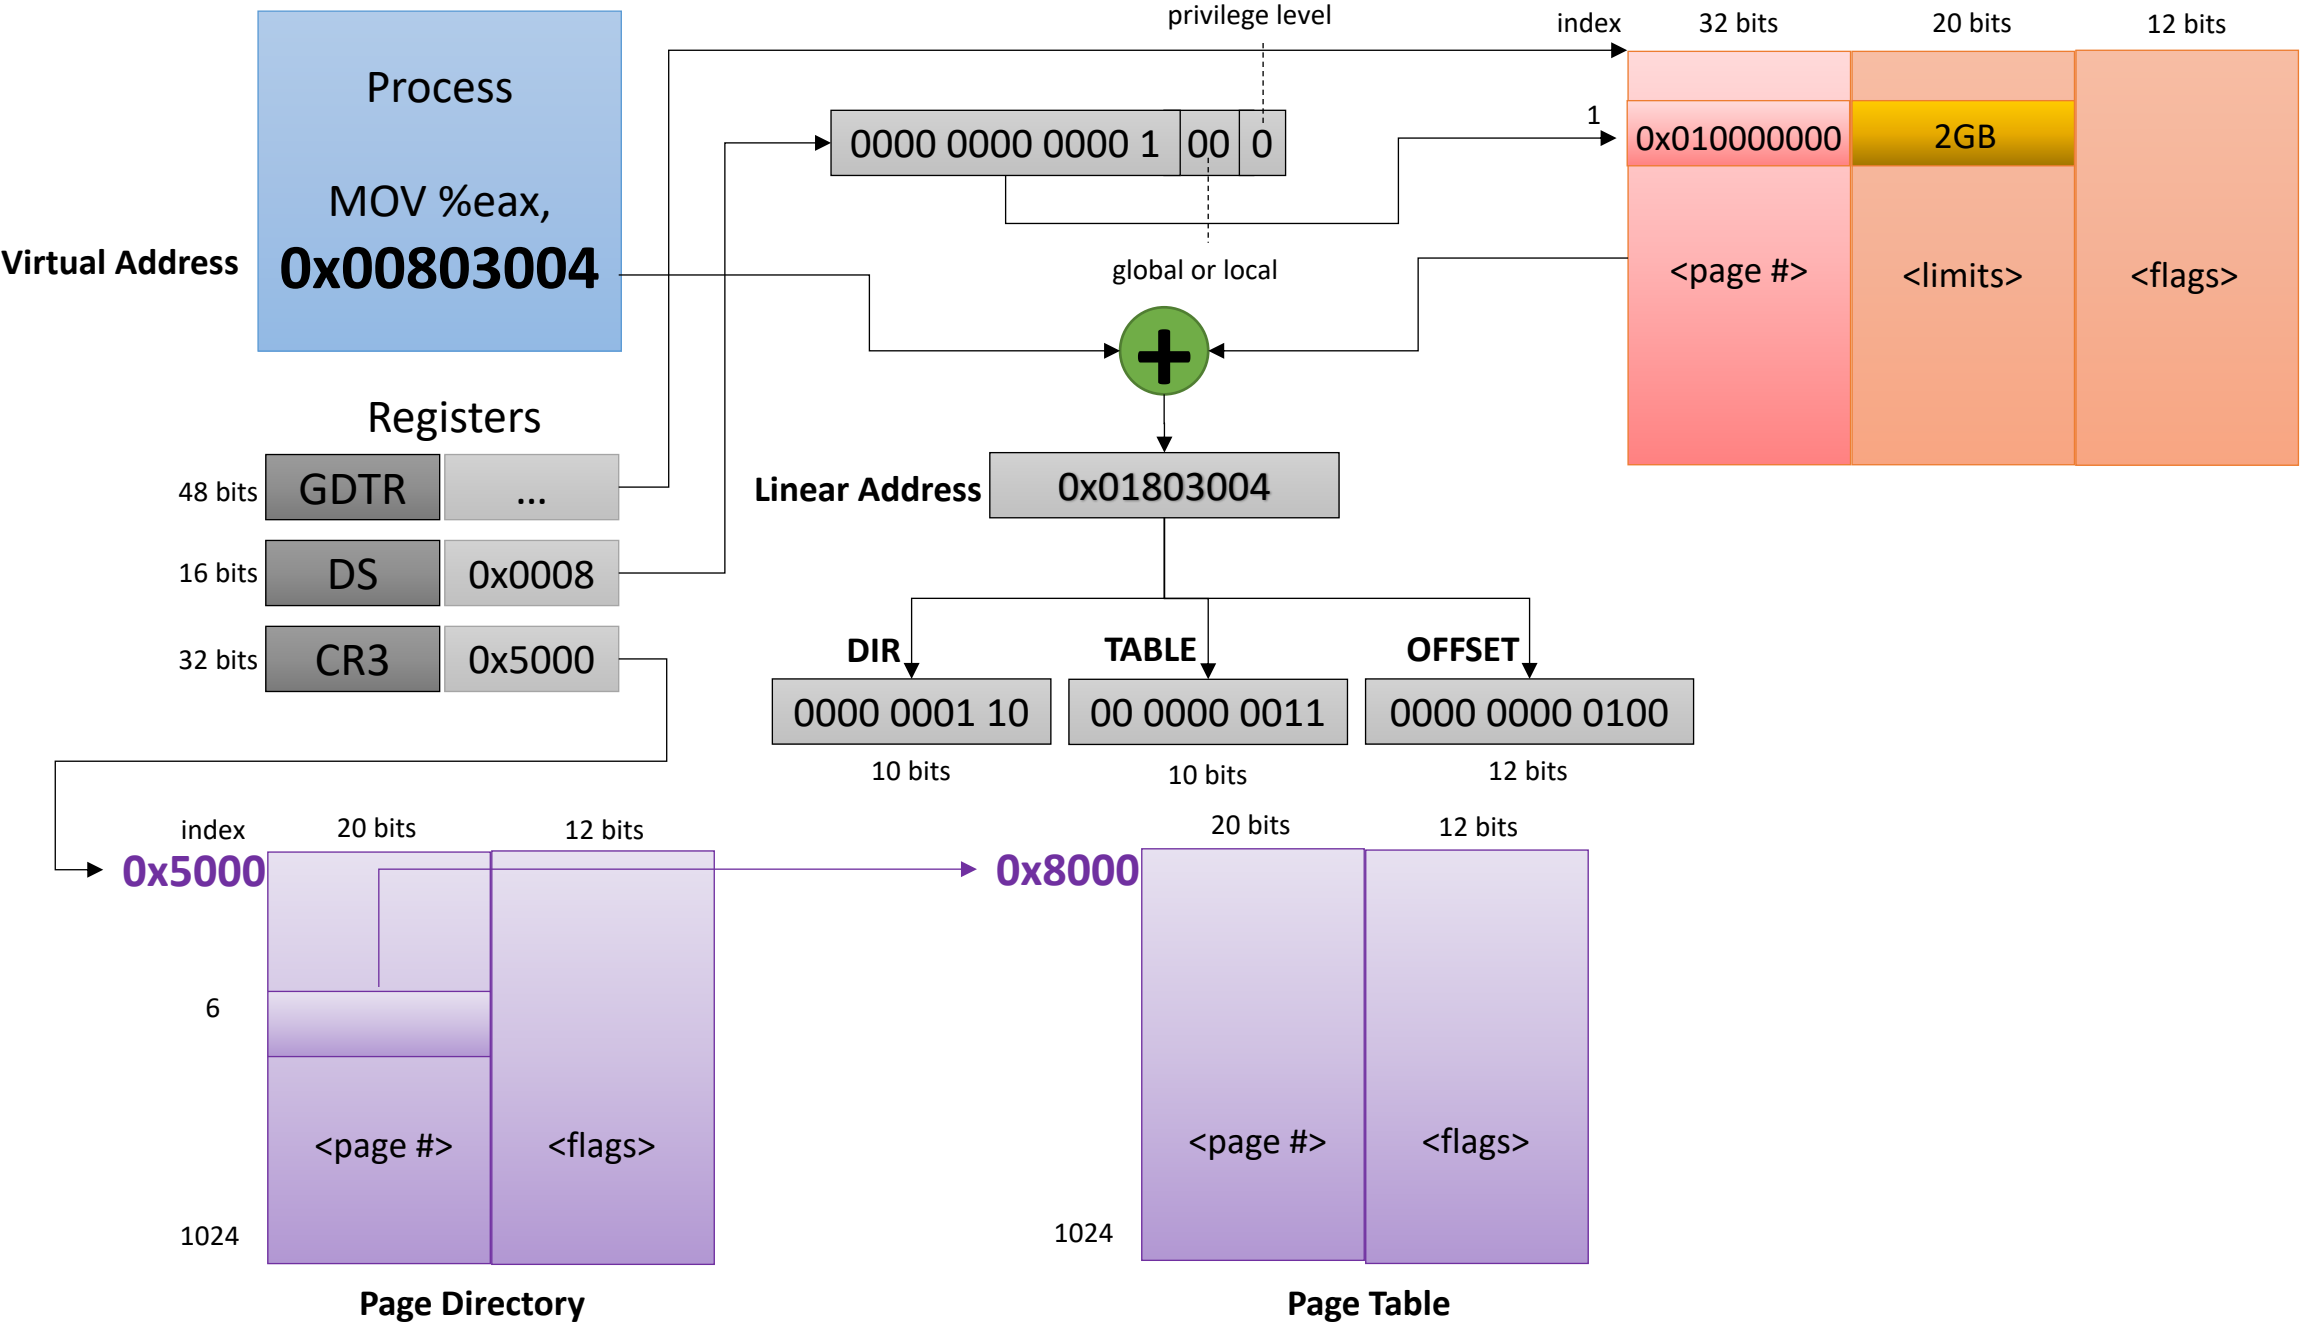 privilege level
index
32 bits
20 bits
12 bits
Process
MOV %eax,
0x00803004
Virtual Address
0000 0000 0000 1
00
0
1
0x010000000
2GB
global or local
<page #>
<limits>
<flags>
+
Registers
48 bits
GDTR
...
16 bits
DS
0x0008
32 bits
CR3
0x5000
Linear Address
0x01803004
DIR
TABLE
OFFSET
0000 0001 10
00 0000 0011
0000 0000 0100
10 bits
10 bits
12 bits
index
20 bits
12 bits
0x5000
6
<page #>
<flags>
1024
Page Directory
20 bits
12 bits
0x8000
<page #>
<flags>
1024
Page Table